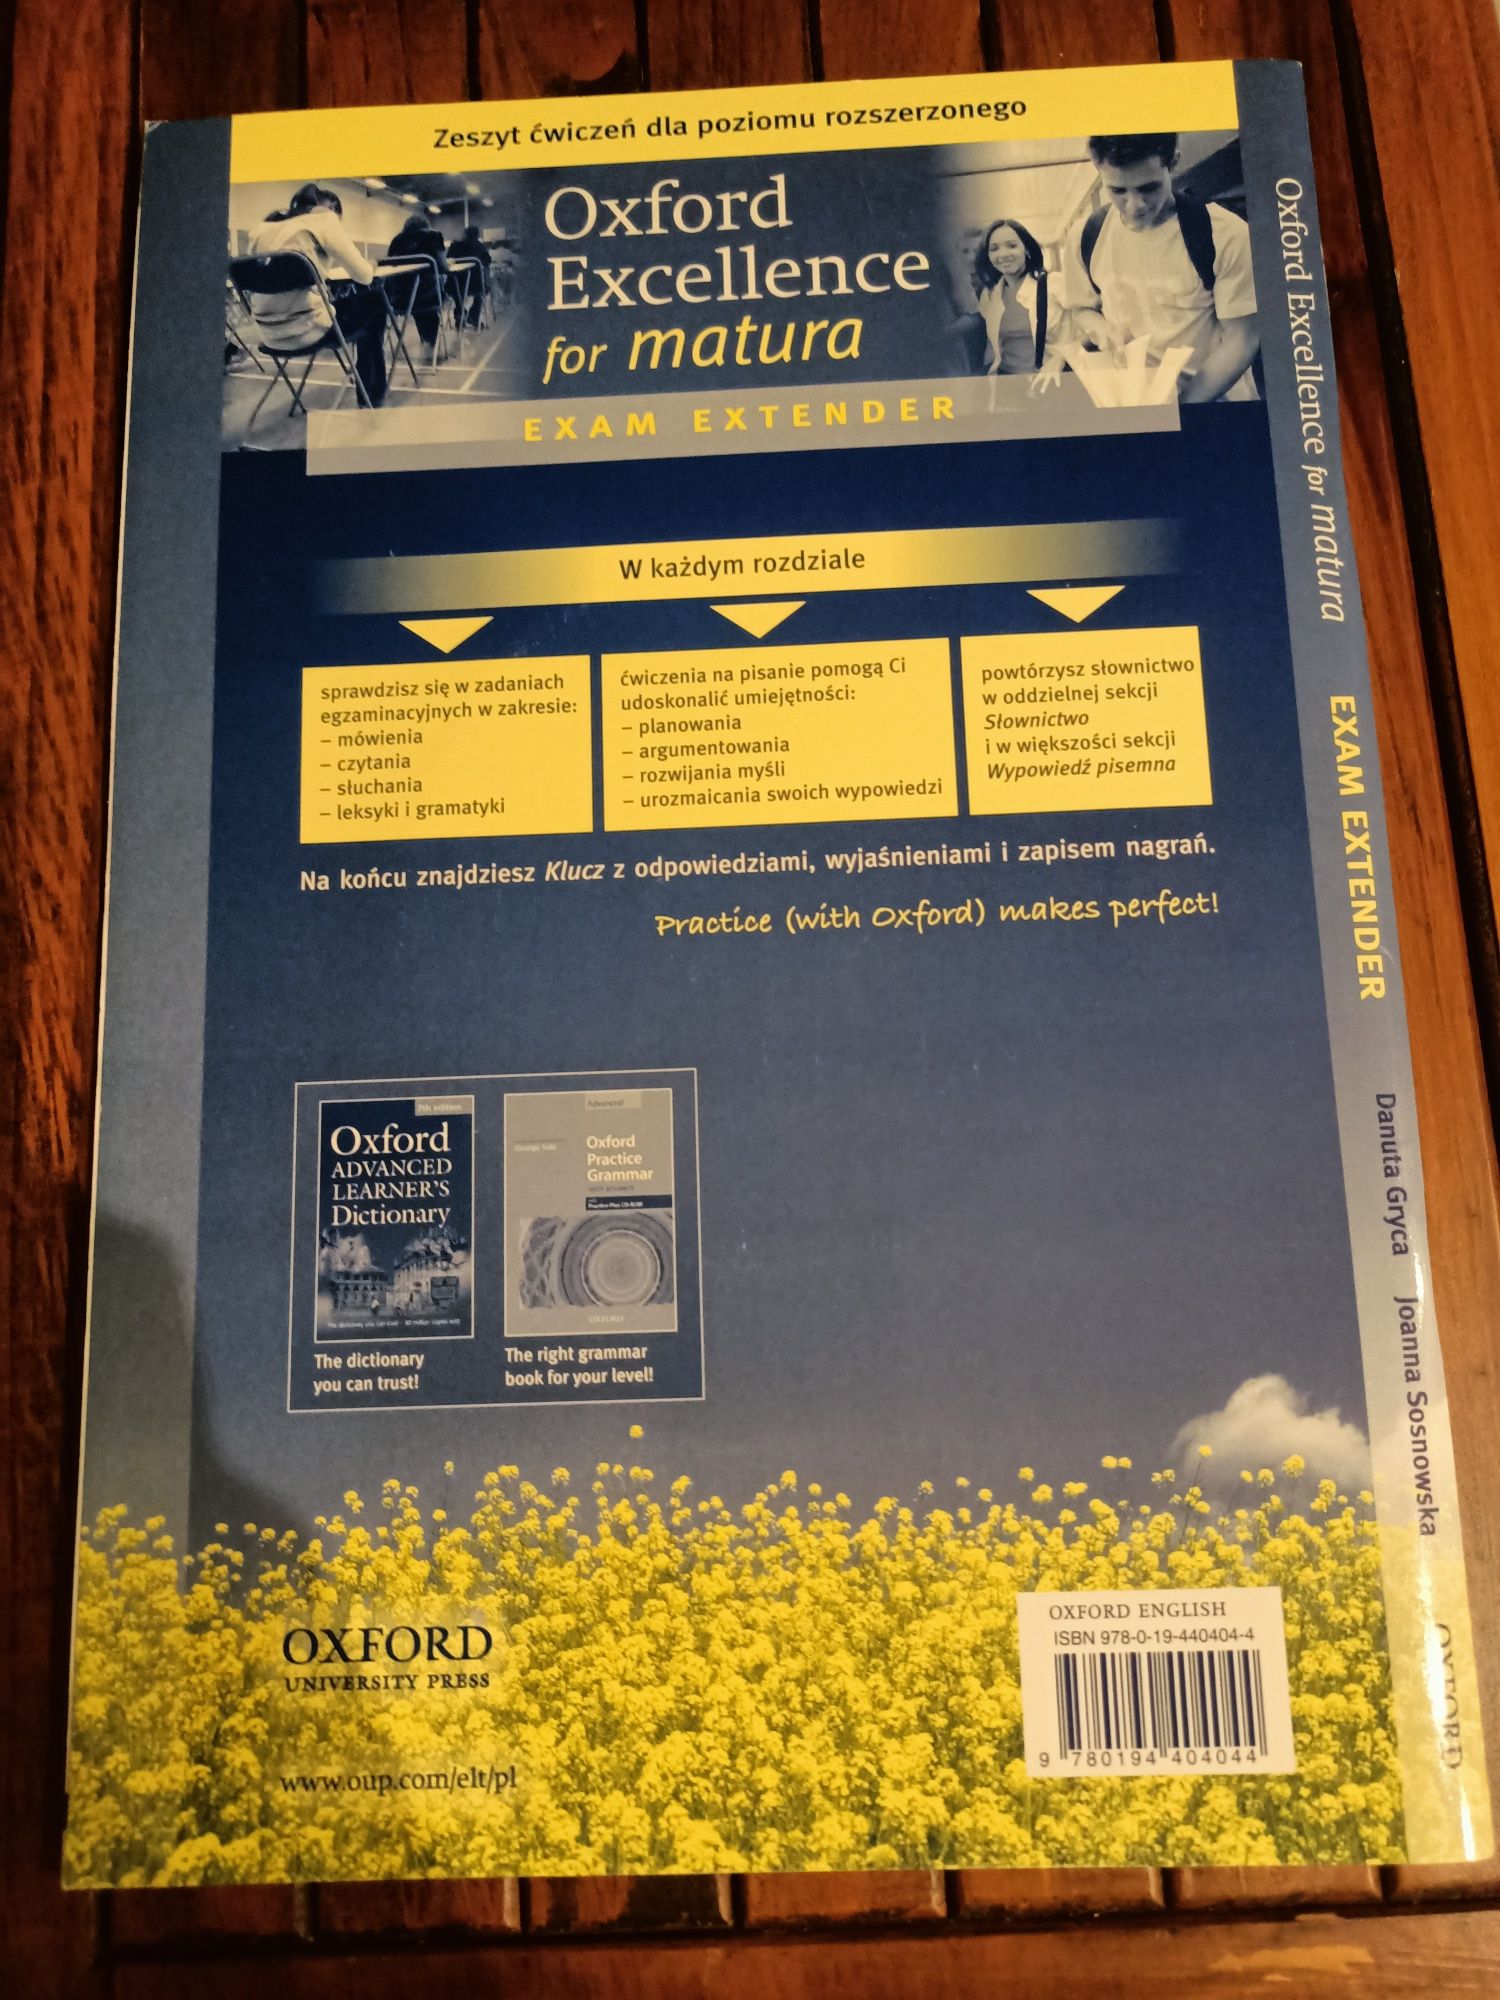 Zeszyt ćwiczeń dla poziomu rozszerzonego
Oxford
Excellence
for matura
EXAM EXTENDER
W każdym rozdziale
sprawdzisz się w zadaniach
egzaminacyjnych w zakresie:
– mówienia
– czytania
– słuchania
– leksyki i gramatyki
ćwiczenia na pisanie pomogą Ci
udoskonalić umiejętności:
– planowania
– argumentowania
– rozwijania myśli
– urozmaicania swoich wypowiedzi
powtórzysz słownictwo
w oddzielnej sekcji
Słownictwo
i w większości sekcji
Wypowiedź pisemna
Na końcu znajdziesz Klucz z odpowiedziami, wyjaśnieniami i zapisem nagrań.
Practice (with Oxford) makes perfect!
7th edition
Oxford
ADVANCED
LEARNER'S
Dictionary
The dictionary
you can trust!
Advanced
George Yule
Oxford
Practice
Grammar
OXFORD
The right grammar
book for your level!
OXFORD
UNIVERSITY PRESS
www.oup.com/elt/pl
OXFORD ENGLISH
ISBN 978-0-19-440404-4
9 780194 404044
Oxford Excellence for matura EXAM EXTENDER Danuta Gryca Joanna Sosnowska OXFORD